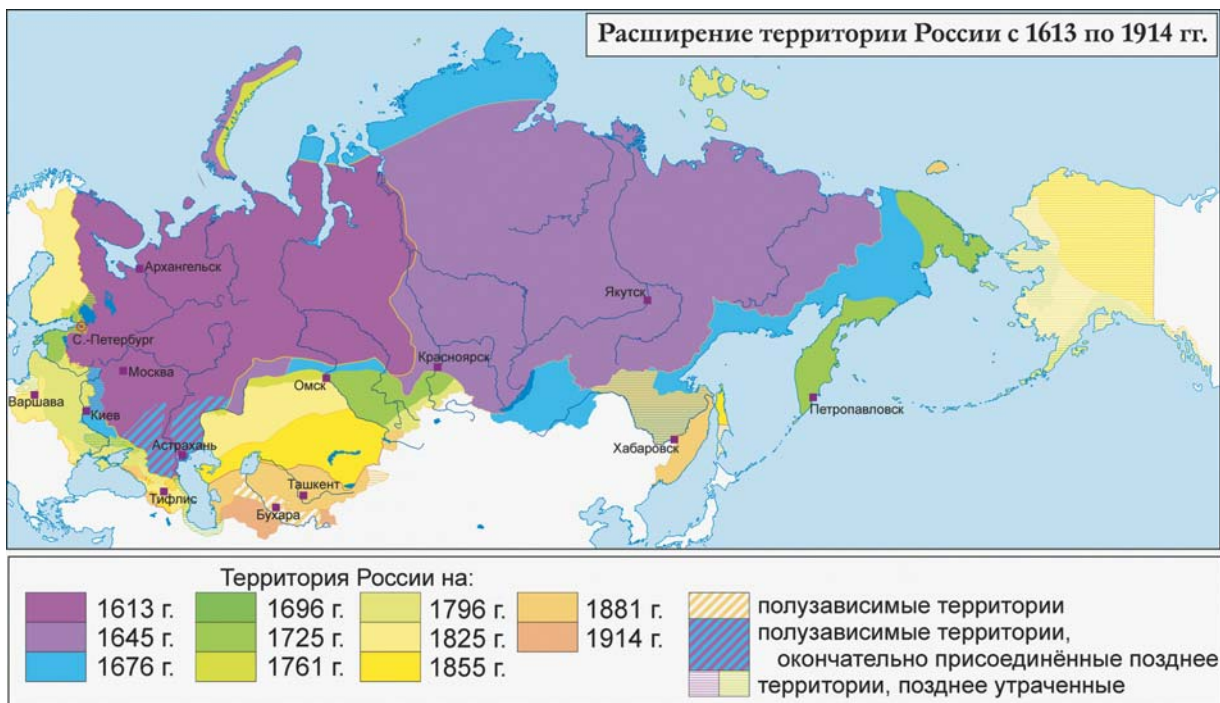 Расширение территории России с 1613 по 1914 гг.
Архангельск
Якутск
С.-Петербург
Красноярск
Москва
Омск
Варшава
Киев
Петропавловск
Астрахань
Хабаровск
Ташкент
Тифлис
Бухара
Территория России на:
1613 г.
1645 г.
1676 г.
1696 г.
1725 г.
1761 г.
1796 г.
1825 г.
1855 г.
1881 г.
1914 г.
полузависимые территории
полузависимые территории,
окончательно присоединённые позднее
территории, позднее утраченные